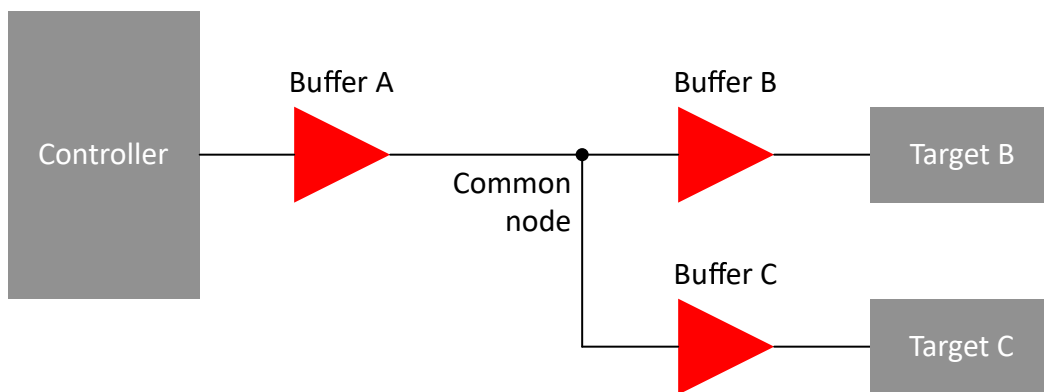 Buffer A
Buffer B
Controller
Target B
Common
node
Buffer C
Target C